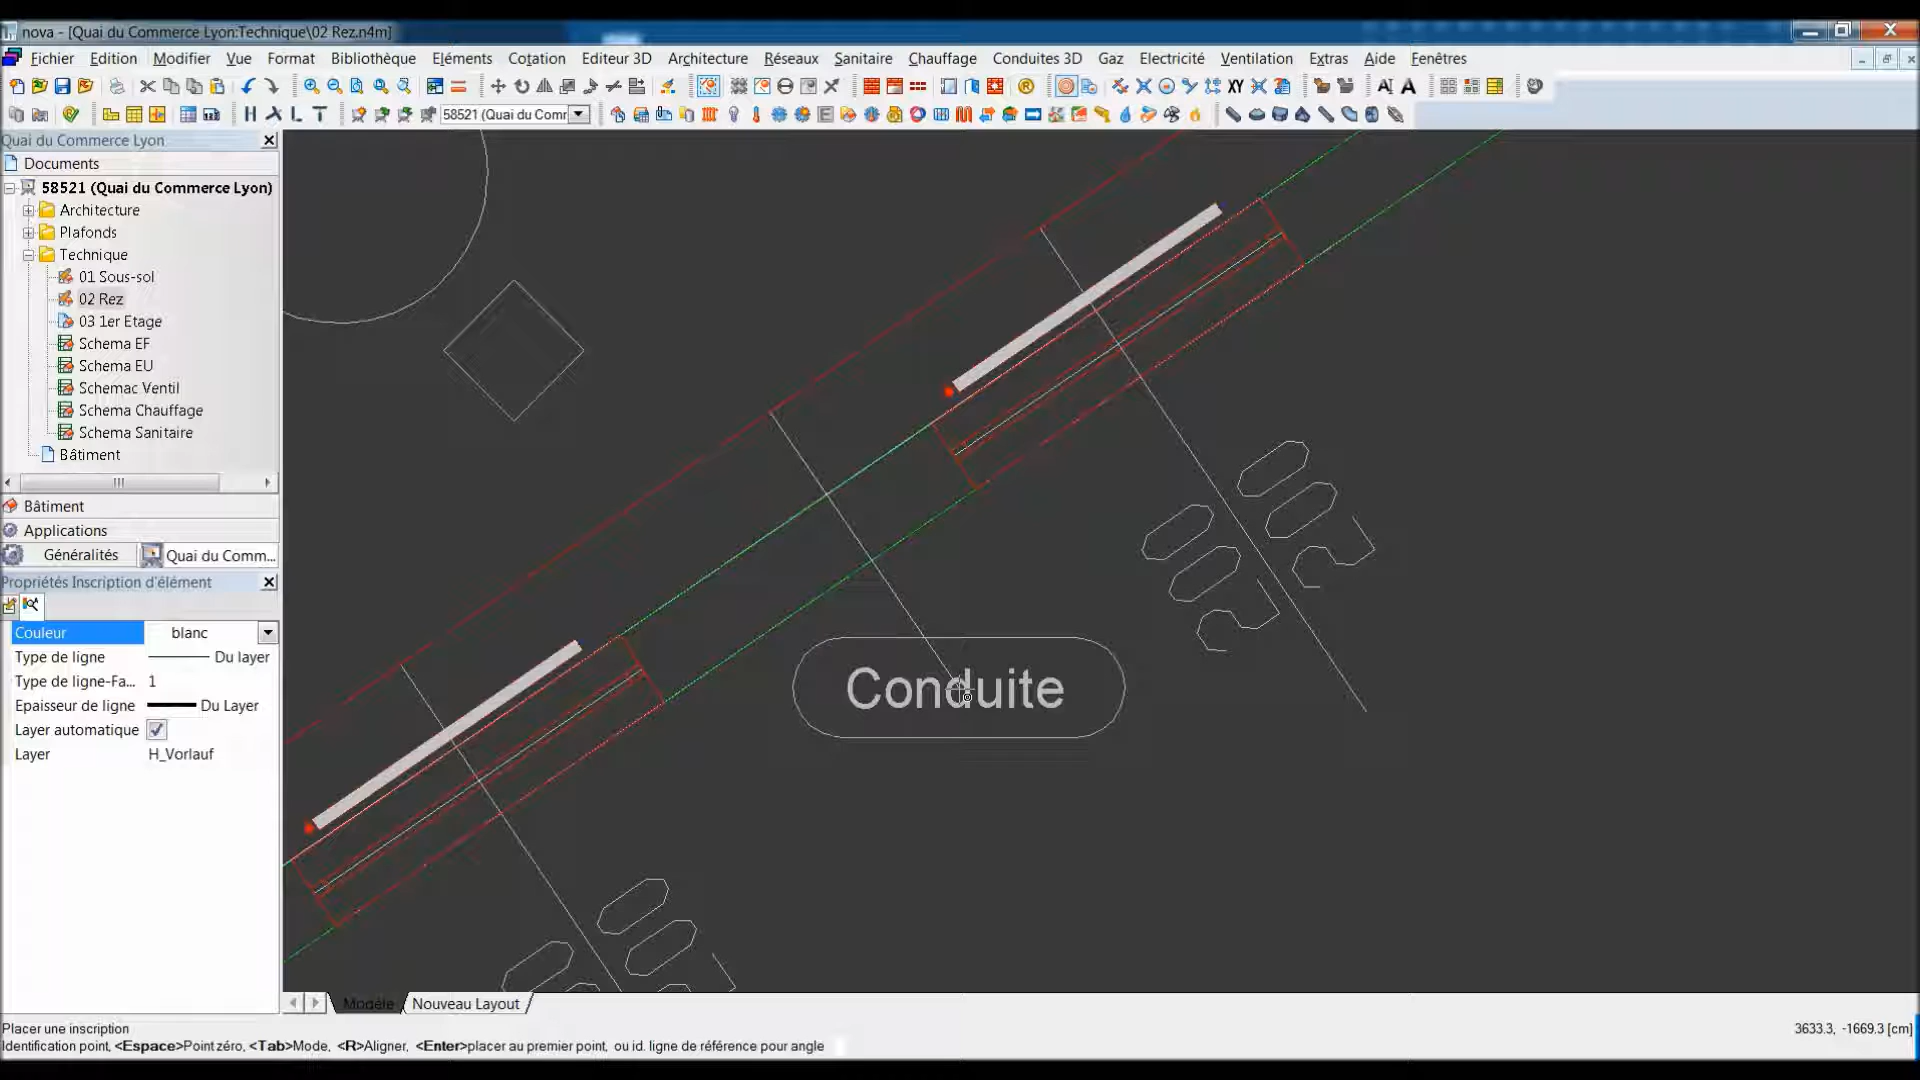 nova - [Quai du Commerce Lyon:Technique\02 Rez.n4m]
Fichier Edition Modifier Vue Format Bibliothèque Eléments Cotation Editeur 3D Architecture Réseaux Sanitaire Chauffage Conduites 3D Gaz Electricité Ventilation Extras Aide Fenêtres
58521 (Quai du Comr
Quai du Commerce Lyon
Documents
58521 (Quai du Commerce Lyon)
Architecture
Plafonds
Technique
01 Sous-sol
02 Rez
03 1er Etage
Schema EF
Schema EU
Schemac Ventil
Schema Chauffage
Schema Sanitaire
Bâtiment
Bâtiment
Applications
Généralités Quai du Comm...
Propriétés Inscription d'élément
Couleur blanc
Type de ligne Du layer
Type de ligne-Fa... 1
Epaisseur de ligne Du Layer
Layer automatique
Layer H_Vorlauf
Conduite
200
200
Modèle Nouveau Layout
Placer une inscription
3633.3, -1669.3 [cm]
Identification point, <Espace>Point zéro, <Tab>Mode, <R>Aligner, <Enter>placer au premier point, ou id. ligne de référence pour angle